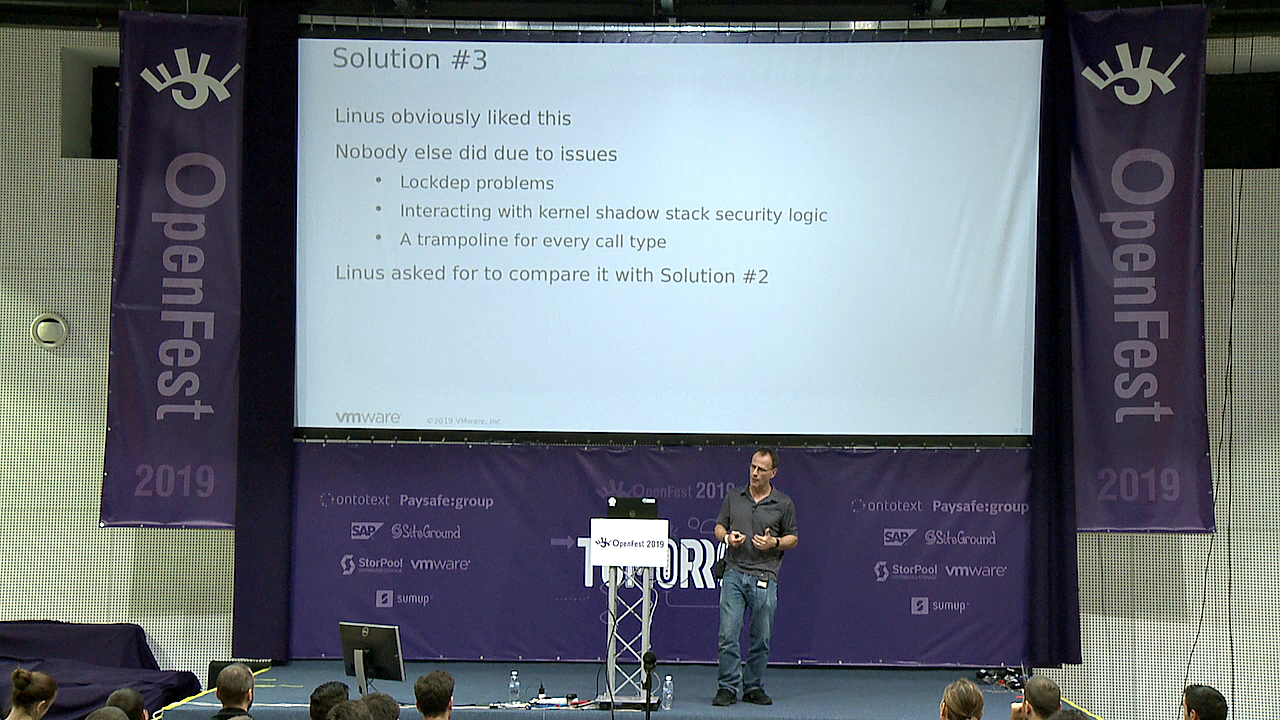 Solution #3
Linus obviously liked this
Nobody else did due to issues
• Lockdep problems
• Interacting with kernel shadow stack security logic
• A trampoline for every call type
Linus asked for to compare it with Solution #2
vmware
©2019 VMware, Inc.
OpenFest
2019
OpenFest
2019
OpenFest 2019
ontotext Paysafe:group
SAP SiteGround
StorPool vmware
sumup
OpenFest 2019
ontotext Paysafe:group
SAP SiteGround
StorPool vmware
sumup